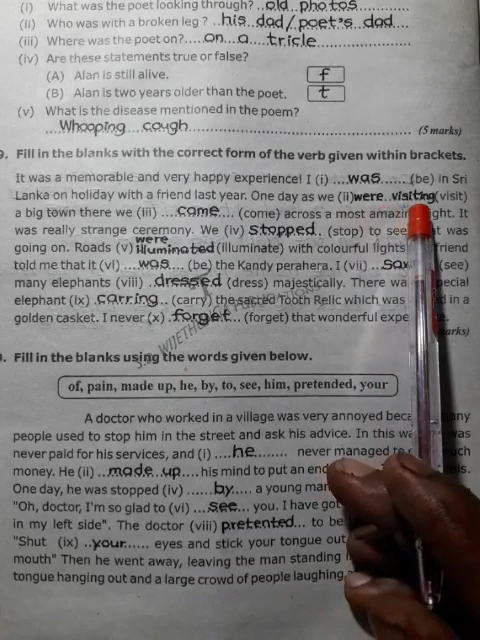 (i) What was the poet looking through? ..old photos............
(ii) Who was with a broken leg ? ..his dad/poet's dad....
(iii) Where was the poet on?....on a tricle................
(iv) Are these statements true or false?
(A) Alan is still alive. f
(B) Alan is two years older than the poet. t
(v) What is the disease mentioned in the poem?
....Whooping cough.................................................. (5 marks)
9. Fill in the blanks with the correct form of the verb given within brackets.
It was a memorable and very happy experience! I (i) ....was...... (be) in Sri
Lanka on holiday with a friend last year. One day as we (ii)were visiting(visit)
a big town there we (iii) ....come.... (come) across a most ght. It
was really strange ceremony. We (iv) .stopped.. (stop) to see t was
going on. Roads (v) were illuminated (illuminate) with colourful lights friend
told me that it (vi) ....was.... (be) the Kandy perahera. I (vii) ... (see)
many elephants (viii) ..dressed (dress) majestically. There pecial
elephant (ix) .carring.. (carry) the sacred Tooth Relic which was d in a
golden casket. I never (x) .forget... (forget) that wonderful
arks)
Fill in the blanks using the words given below.
of, pain, made up, he, by, to, see, him, pretended, your
A doctor who worked in a village was very annoyed any
people used to stop him in the street and ask his advice. In this was
never paid for his services, and (i) ....he........ never managed to
money. He (ii) ..made up.... his mind to put an end
One day, he was stopped (iv) ......by..... a young man
"Oh, doctor, I'm so glad to (vi) ...see... you. I have got
in my left side". The doctor (viii) pretented... to be
"Shut (ix) ..your...... eyes and stick your tongue out
mouth" Then he went away, leaving the man standing
tongue hanging out and a large crowd of people laughing